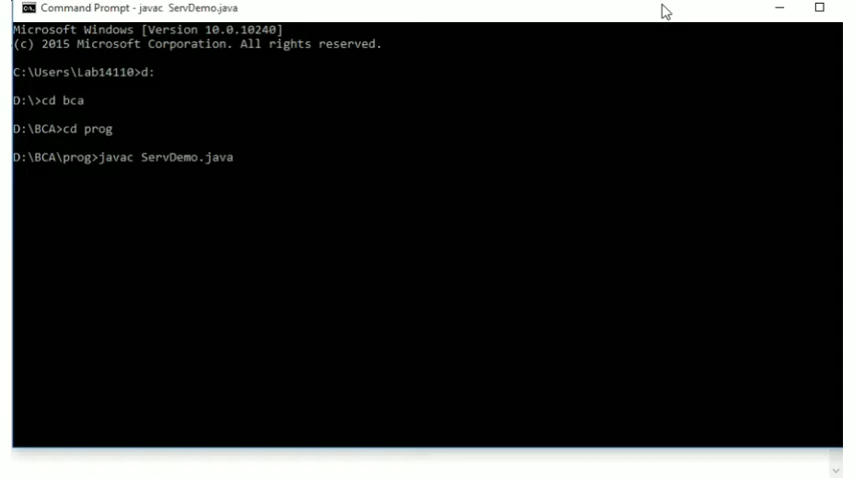 Command Prompt - javac  ServDemo.java
Microsoft Windows [Version 10.0.10240]
(c) 2015 Microsoft Corporation. All rights reserved.
C:\Users\Lab14110>d:
D:\>cd bca
D:\BCA>cd prog
D:\BCA\prog>javac ServDemo.java